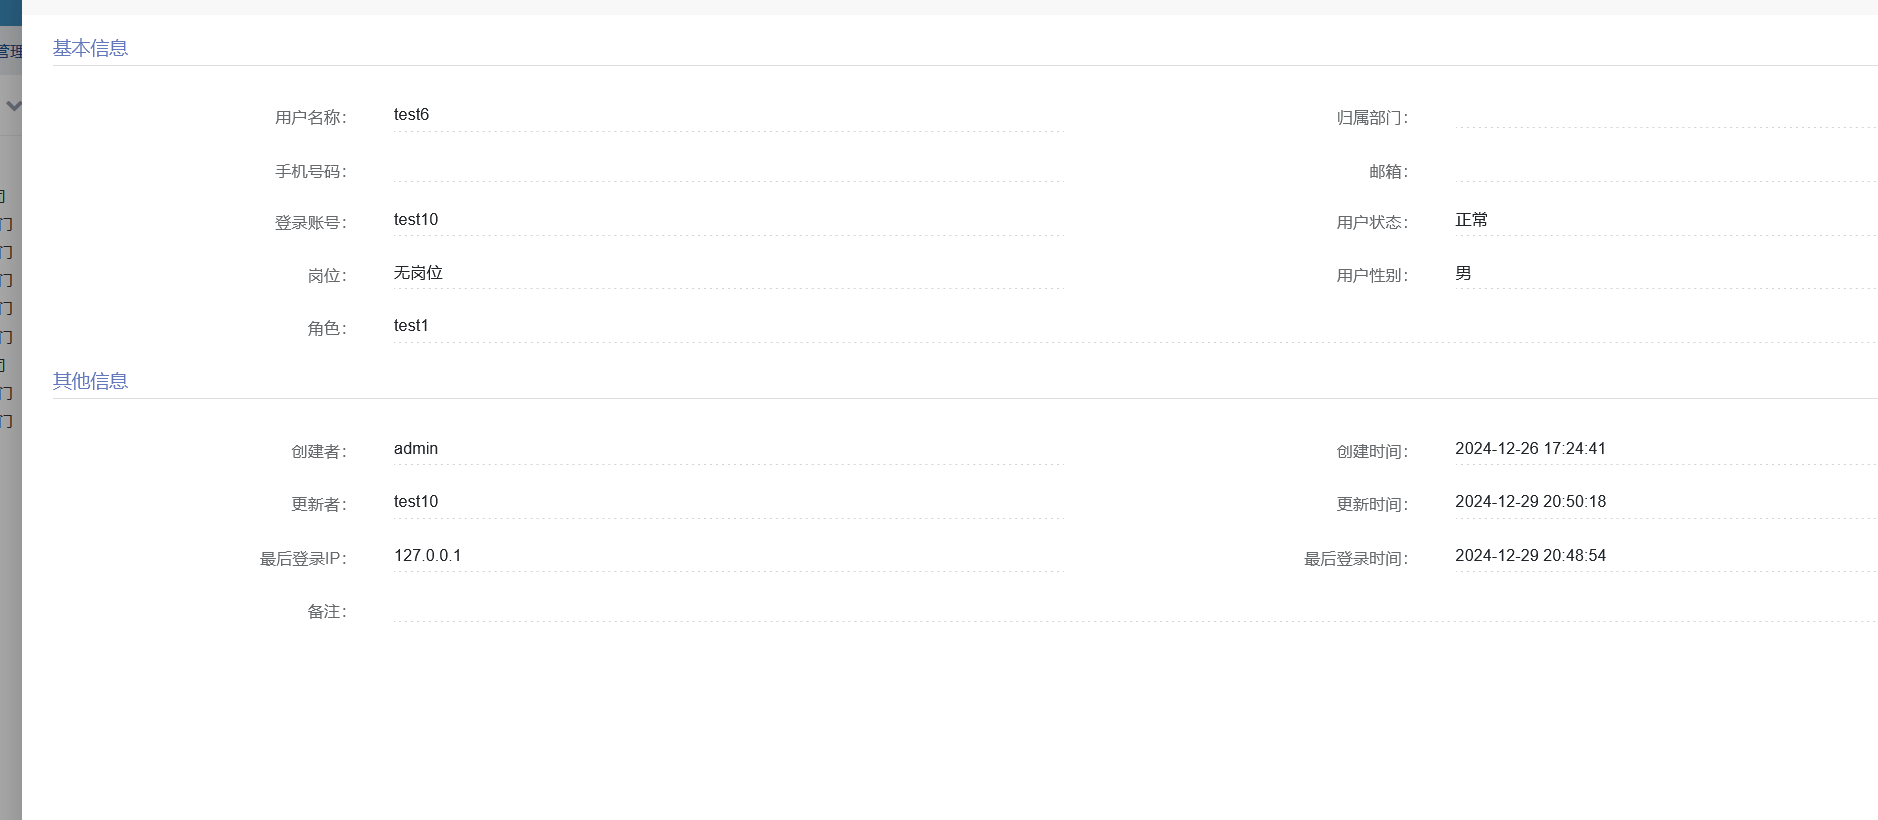 管理
基本信息
用户名称： test6 归属部门：
手机号码： 邮箱：
登录账号： test10 用户状态： 正常
岗位： 无岗位 用户性别： 男
角色： test1
其他信息
创建者： admin 创建时间： 2024-12-26 17:24:41
更新者： test10 更新时间： 2024-12-29 20:50:18
最后登录IP： 127.0.0.1 最后登录时间： 2024-12-29 20:48:54
备注：